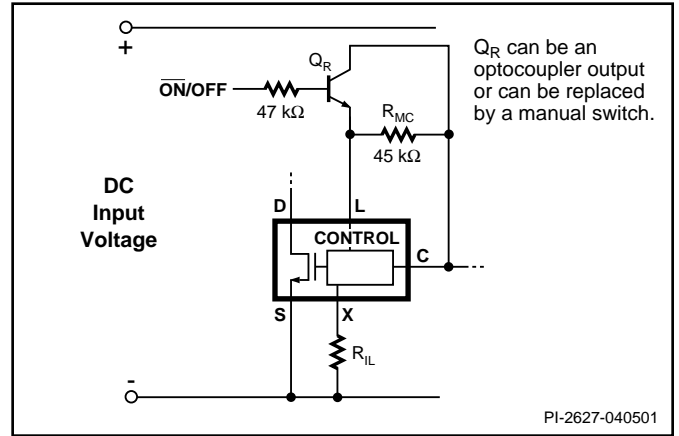 +
Q_R
Q_R can be an
optocoupler output
or can be replaced
by a manual switch.
O̅N̅/OFF
47 kΩ
R_MC
45 kΩ
DC
Input
Voltage
D
L
CONTROL
C
S
X
R_IL
-
PI-2627-040501